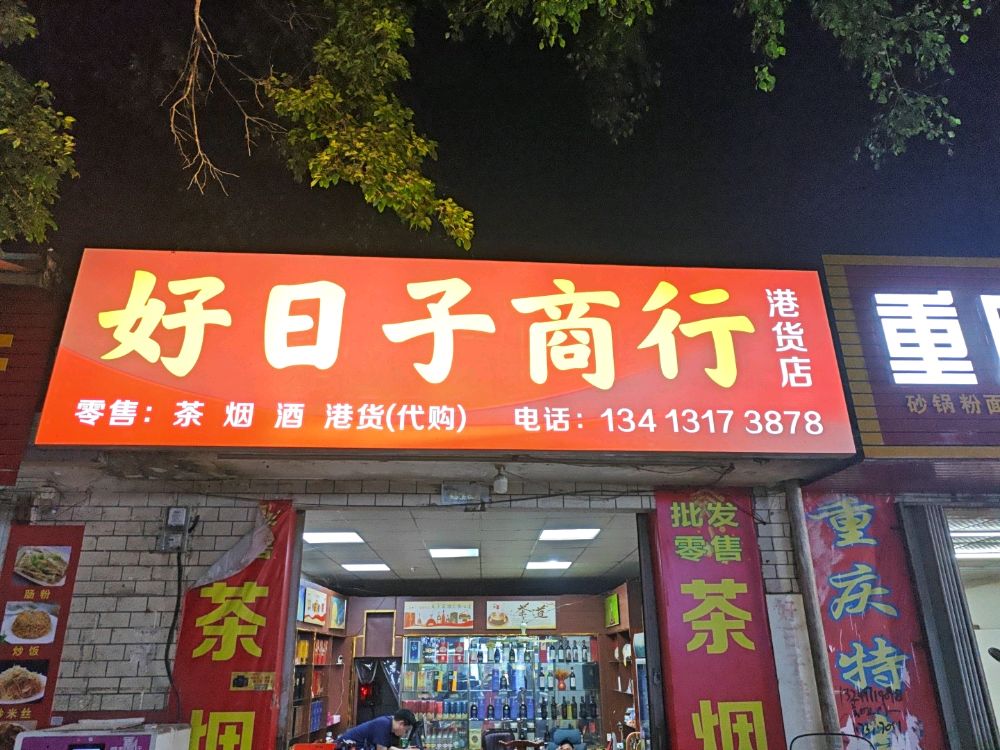 好日子商行
港货店
零售：茶 烟 酒 港货(代购) 电话：134 1317 3878
重
砂锅粉面
批发
零售
茶
烟
茶
烟
重庆特
肠粉
炒饭
炒米丝
茶道